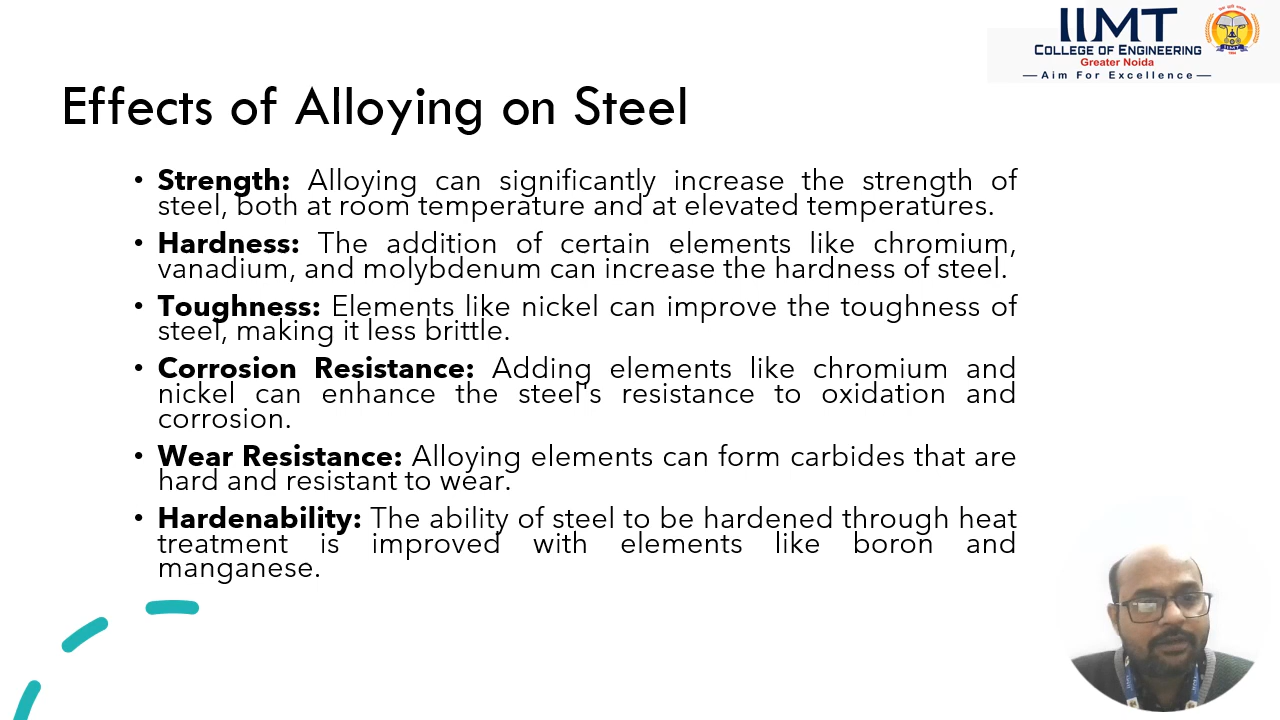 IIMT
COLLEGE OF ENGINEERING
Greater Noida
—Aim For Excellence—
Effects of Alloying on Steel
• Strength: Alloying can significantly increase the strength of
steel, both at room temperature and at elevated temperatures.
• Hardness: The addition of certain elements like chromium,
vanadium, and molybdenum can increase the hardness of steel.
• Toughness: Elements like nickel can improve the toughness of
steel, making it less brittle.
• Corrosion Resistance: Adding elements like chromium and
nickel can enhance the steel's resistance to oxidation and
corrosion.
• Wear Resistance: Alloying elements can form carbides that are
hard and resistant to wear.
• Hardenability: The ability of steel to be hardened through heat
treatment is improved with elements like boron and
manganese.